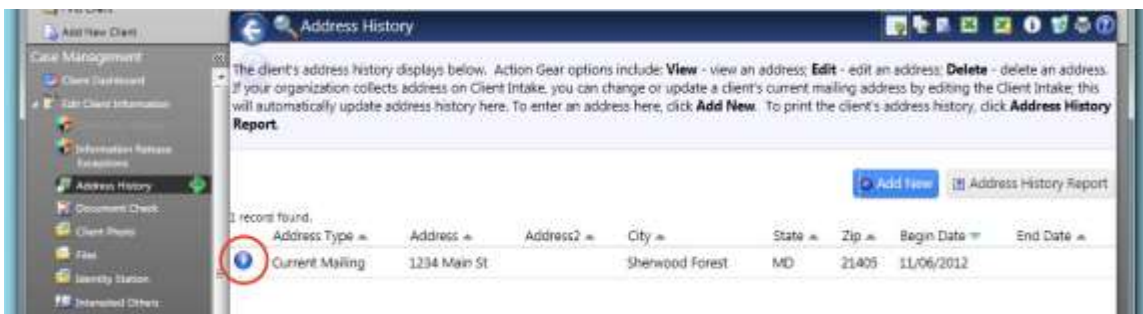 Add New Client
Address History
Case Management
Client Dashboard
Edit Client Information
Information Release
Exceptions
Address History
Document Check
Client Photo
Files
Identity Station
Interested Others
The client's address history displays below. Action Gear options include: View - view an address; Edit - edit an address; Delete - delete an address.
If your organization collects address on Client Intake, you can change or update a client's current mailing address by editing the Client Intake; this
will automatically update address history here. To enter an address here, click Add New. To print the client's address history, click Address History
Report.
Add New
Address History Report
1 record found.
Address Type Address Address2 City State Zip Begin Date End Date
Current Mailing 1234 Main St Sherwood Forest MD 21405 11/06/2012